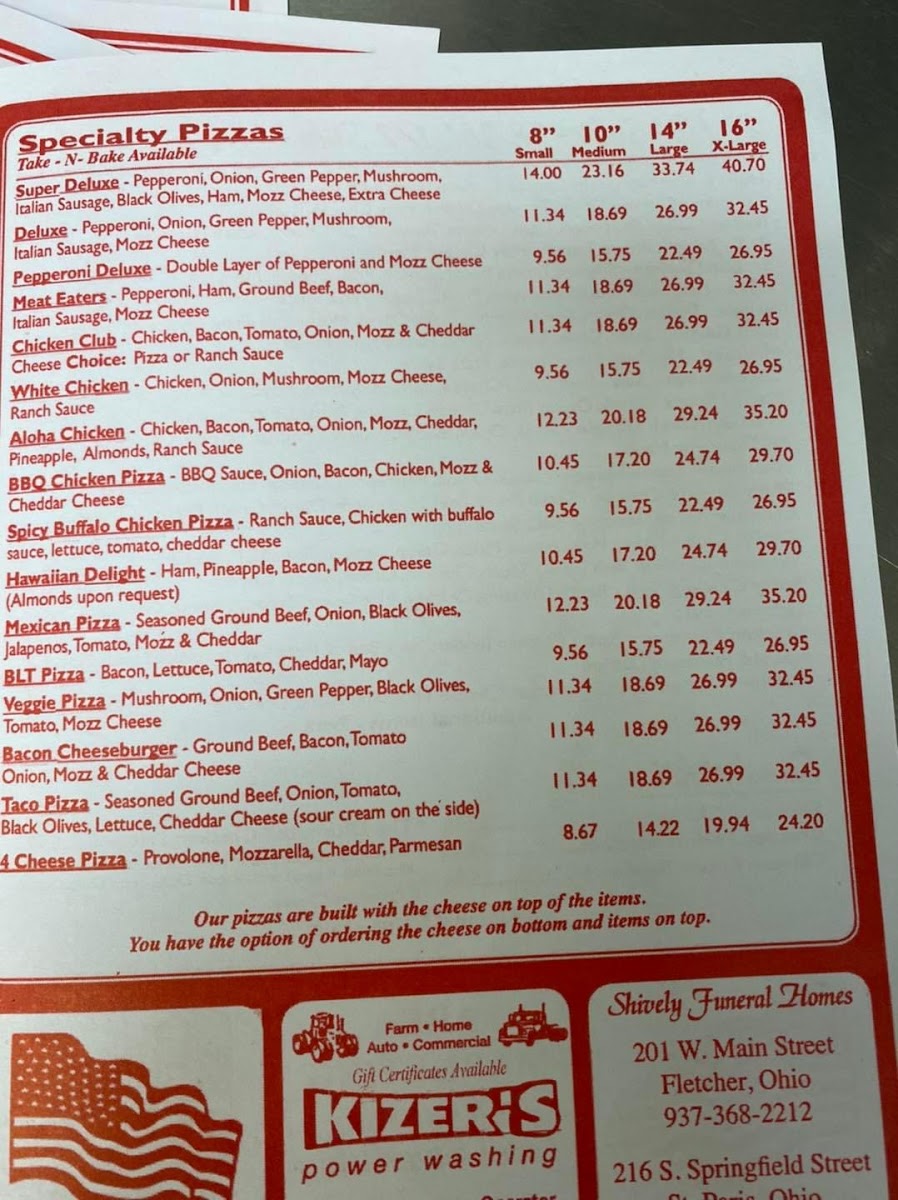 Specialty Pizzas
Take - N- Bake Available
8” 10” 14” 16”
Small Medium Large X-Large
Super Deluxe - Pepperoni, Onion, Green Pepper, Mushroom, 14.00 23.16 33.74 40.70
Italian Sausage, Black Olives, Ham, Mozz Cheese, Extra Cheese
Deluxe - Pepperoni, Onion, Green Pepper, Mushroom, 11.34 18.69 26.99 32.45
Italian Sausage, Mozz Cheese
Pepperoni Deluxe - Double Layer of Pepperoni and Mozz Cheese 9.56 15.75 22.49 26.95
Meat Eaters - Pepperoni, Ham, Ground Beef, Bacon, 11.34 18.69 26.99 32.45
Italian Sausage, Mozz Cheese
Chicken Club - Chicken, Bacon, Tomato, Onion, Mozz & Cheddar 11.34 18.69 26.99 32.45
Cheese Choice: Pizza or Ranch Sauce
White Chicken - Chicken, Onion, Mushroom, Mozz Cheese, 9.56 15.75 22.49 26.95
Ranch Sauce
Aloha Chicken - Chicken, Bacon, Tomato, Onion, Mozz, Cheddar, 12.23 20.18 29.24 35.20
Pineapple, Almonds, Ranch Sauce
BBQ Chicken Pizza - BBQ Sauce, Onion, Bacon, Chicken, Mozz & 10.45 17.20 24.74 29.70
Cheddar Cheese
Spicy Buffalo Chicken Pizza - Ranch Sauce, Chicken with buffalo 9.56 15.75 22.49 26.95
sauce, lettuce, tomato, cheddar cheese
Hawaiian Delight - Ham, Pineapple, Bacon, Mozz Cheese 10.45 17.20 24.74 29.70
(Almonds upon request)
Mexican Pizza - Seasoned Ground Beef, Onion, Black Olives, 12.23 20.18 29.24 35.20
Jalapenos, Tomato, Mozz & Cheddar
BLT Pizza - Bacon, Lettuce, Tomato, Cheddar, Mayo 9.56 15.75 22.49 26.95
Veggie Pizza - Mushroom, Onion, Green Pepper, Black Olives, 11.34 18.69 26.99 32.45
Tomato, Mozz Cheese
Bacon Cheeseburger - Ground Beef, Bacon, Tomato 11.34 18.69 26.99 32.45
Onion, Mozz & Cheddar Cheese
Taco Pizza - Seasoned Ground Beef, Onion, Tomato, 11.34 18.69 26.99 32.45
Black Olives, Lettuce, Cheddar Cheese (sour cream on the side)
4 Cheese Pizza - Provolone, Mozzarella, Cheddar, Parmesan 8.67 14.22 19.94 24.20
Our pizzas are built with the cheese on top of the items.
You have the option of ordering the cheese on bottom and items on top.
Farm • Home
Auto • Commercial
Gift Certificates Available
KIZER'S
power washing
Operator
Shively Funeral Homes
201 W. Main Street
Fletcher, Ohio
937-368-2212
216 S. Springfield Street
St. Paris, Ohio